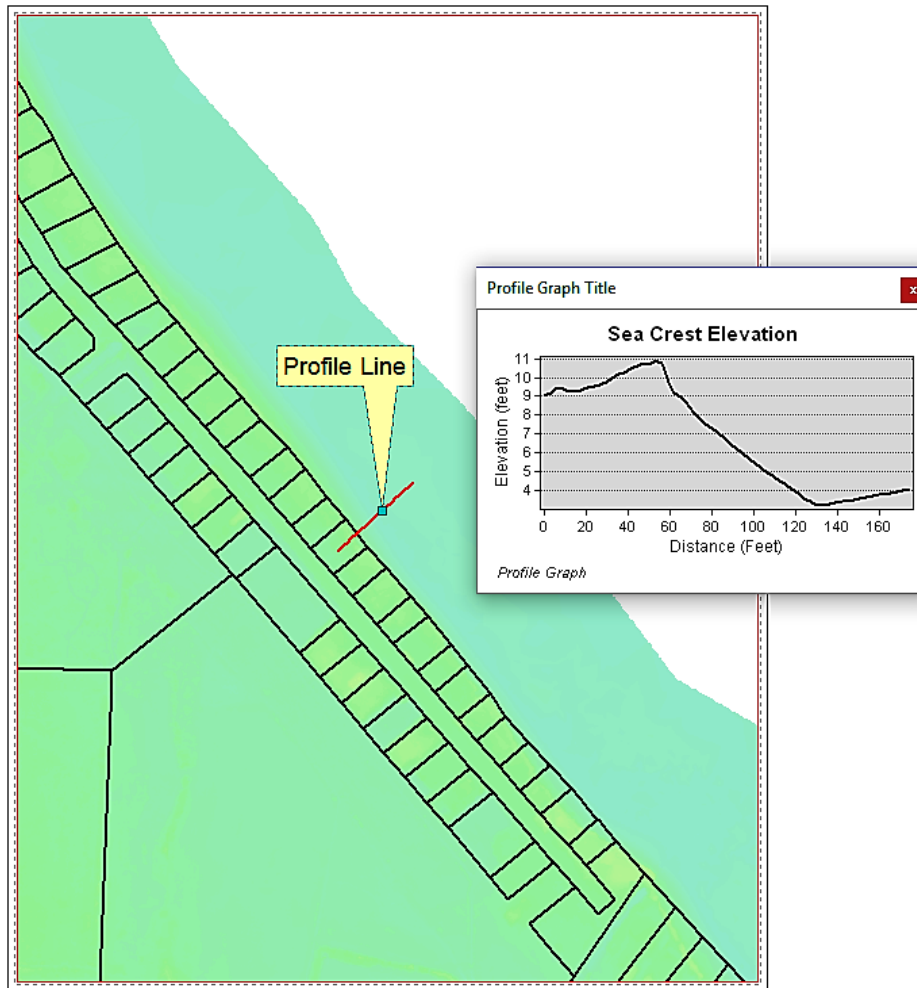 Profile Line
Profile Graph Title
x
Sea Crest Elevation
Elevation (feet)
11
10
9
8
7
6
5
4
0 20 40 60 80 100 120 140 160
Distance (Feet)
Profile Graph